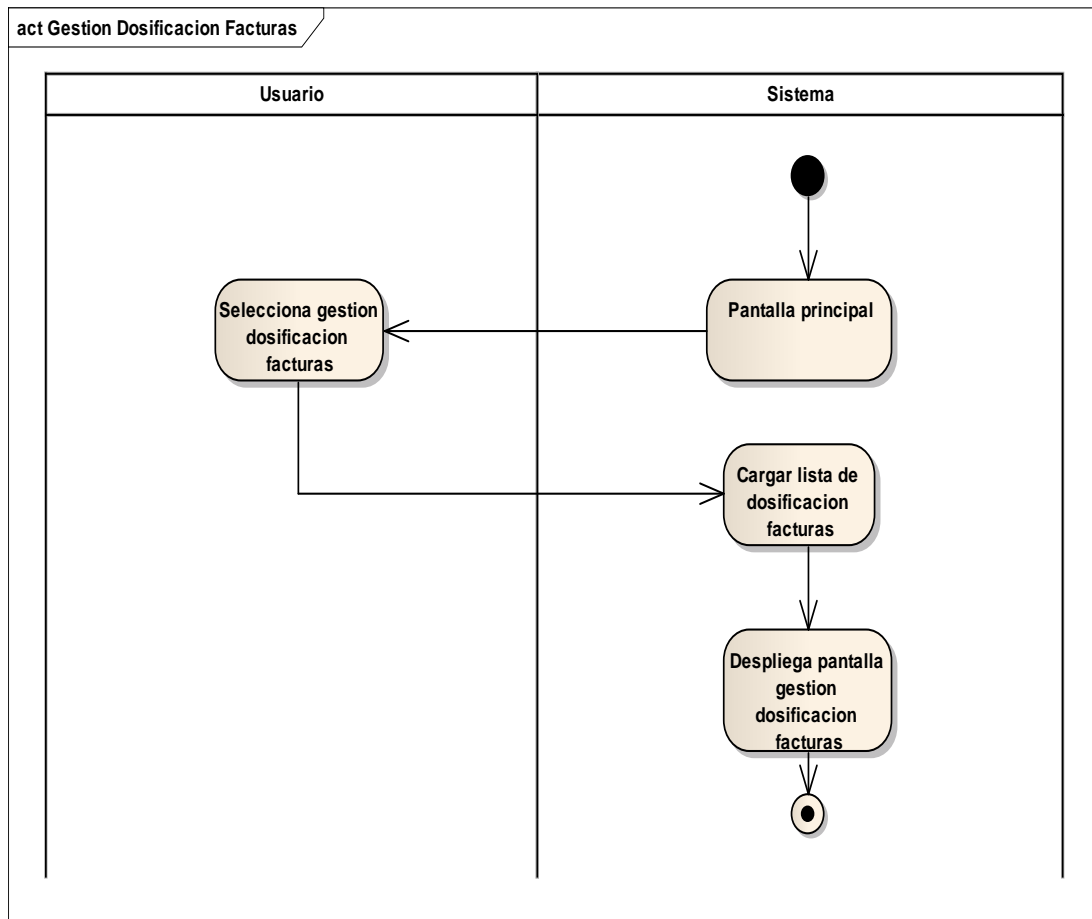 act Gestion Dosificacion Facturas
Usuario
Sistema
Selecciona gestion
dosificacion
facturas
Pantalla principal
Cargar lista de
dosificacion
facturas
Despliega pantalla
gestion
dosificacion
facturas